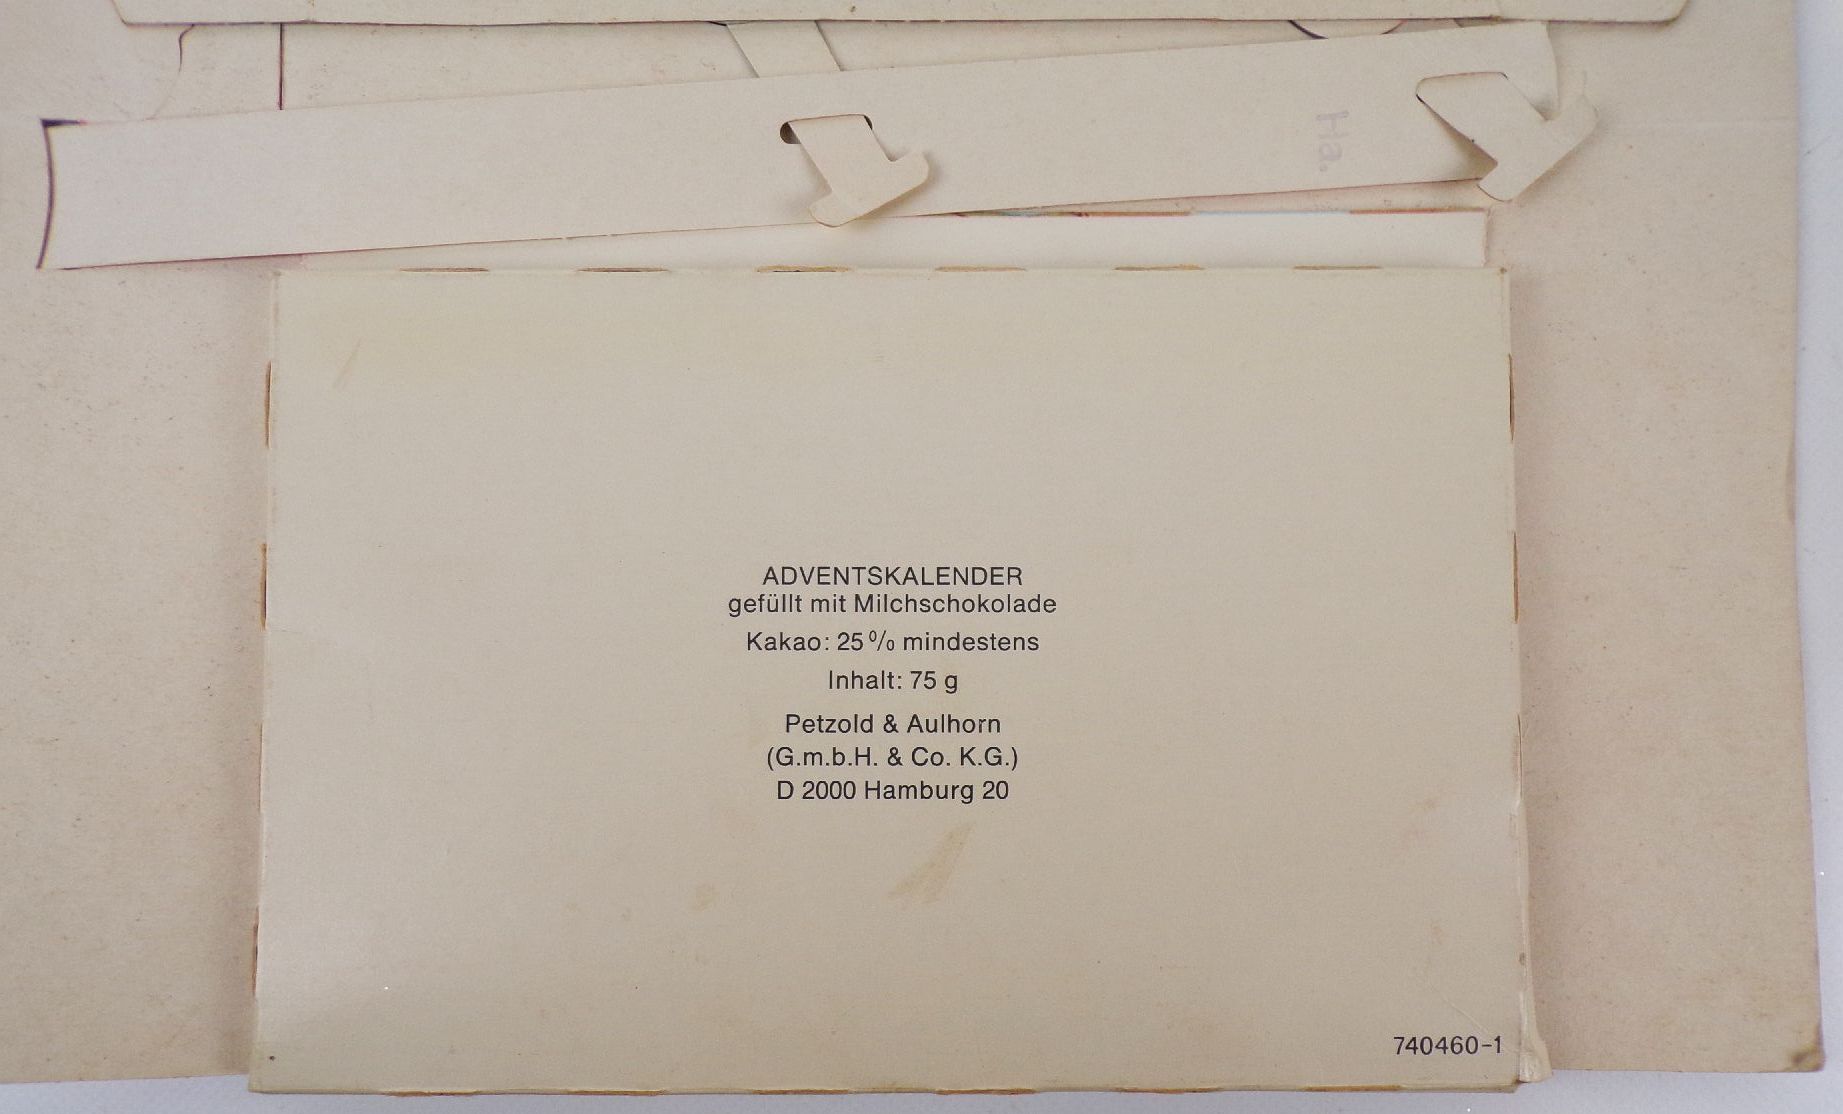 Ha.
ADVENTSKALENDER
gefüllt mit Milchschokolade
Kakao: 25 % mindestens
Inhalt: 75 g
Petzold & Aulhorn
(G.m.b.H. & Co. K.G.)
D 2000 Hamburg 20
740460-1